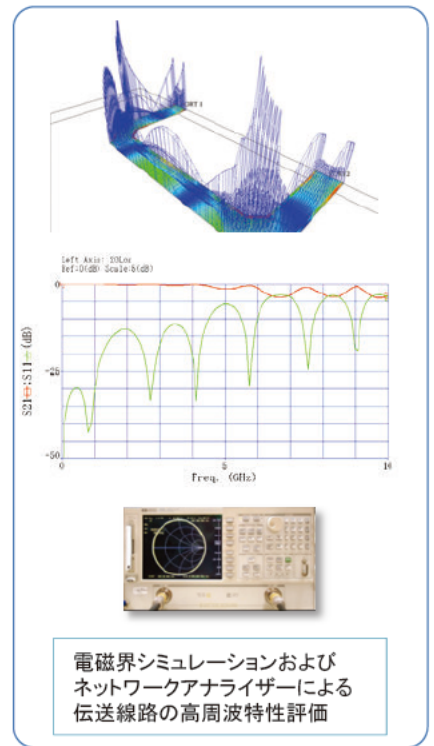 PORT1
Left Axis: 20Log
Ref:0(dB) Scale:5(dB)
0
-25
-50
S21 S11 (dB)
0
5
10
freq. (GHz)
電磁界シミュレーションおよび
ネットワークアナライザーによる
伝送線路の高周波特性評価